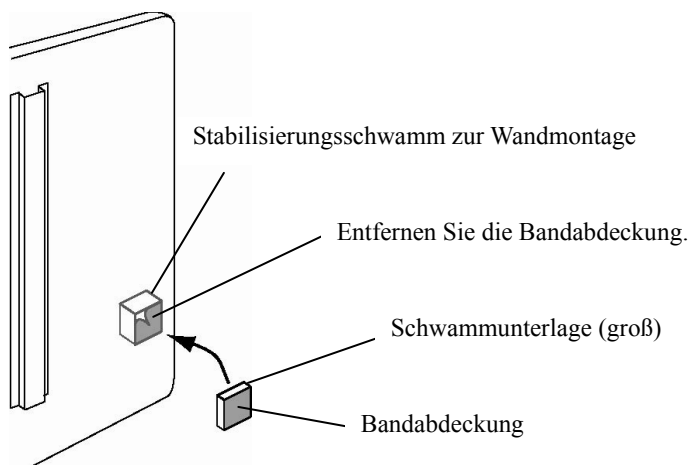 Stabilisierungsschwamm zur Wandmontage
Entfernen Sie die Bandabdeckung.
Schwammunterlage (groß)
Bandabdeckung